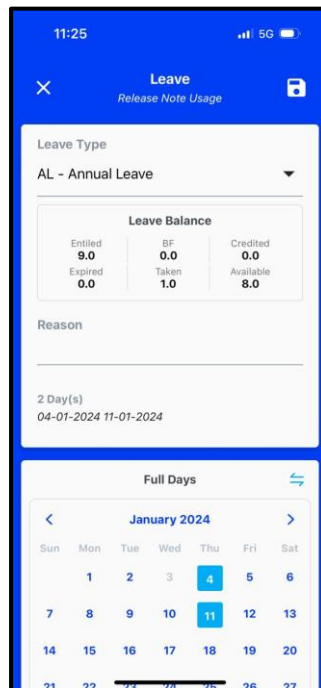 11:25 5G
Leave
Release Note Usage
Leave Type
AL - Annual Leave
Leave Balance
Entiled BF Credited
9.0 0.0 0.0
Expired Taken Available
0.0 1.0 8.0
Reason
2 Day(s)
04-01-2024 11-01-2024
Full Days
January 2024
Sun Mon Tue Wed Thu Fri Sat
1 2 3 4 5 6
7 8 9 10 11 12 13
14 15 16 17 18 19 20
21 22 23 24 25 26 27